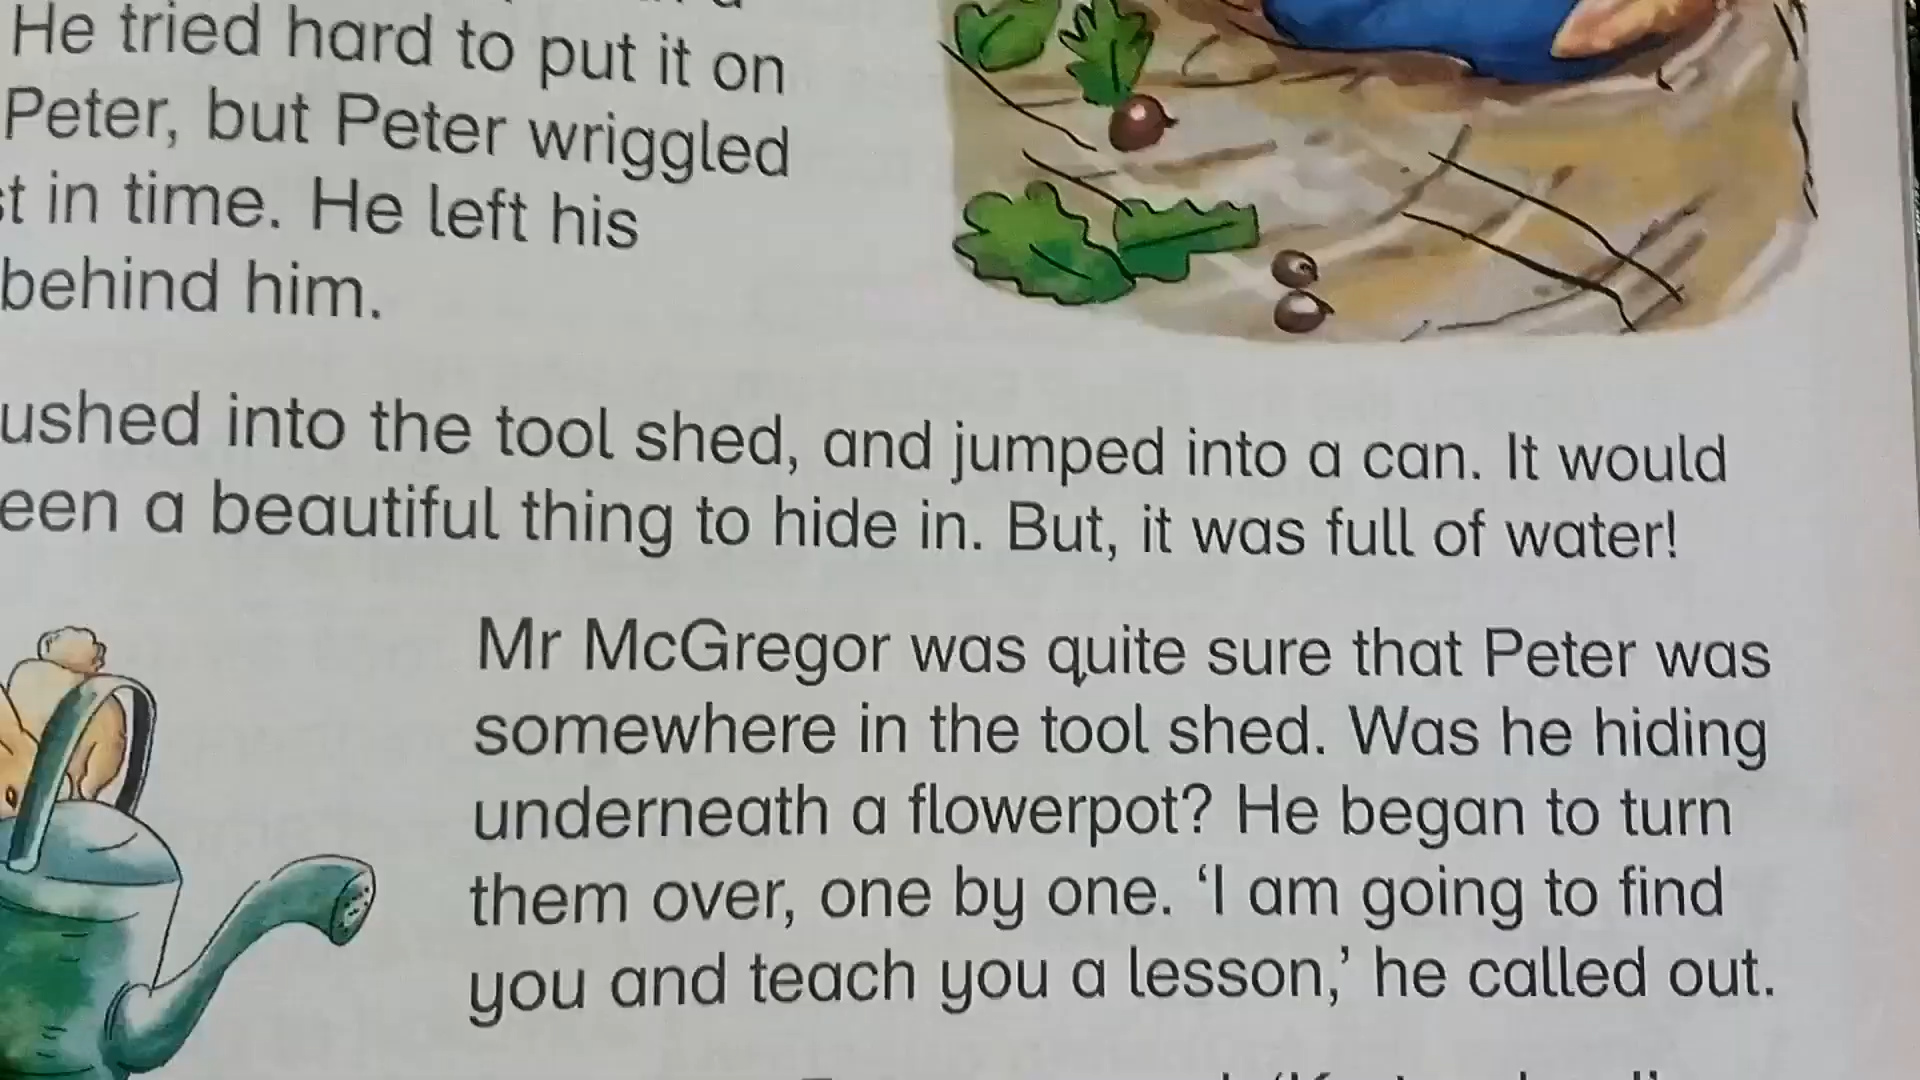 He tried hard to put it on
Peter, but Peter wriggled
in time. He left his
behind him.
into the tool shed, and jumped into a can. It would
a beautiful thing to hide in. But, it was full of water!
Mr McGregor was quite sure that Peter was
somewhere in the tool shed. Was he hiding
underneath a flowerpot? He began to turn
them over, one by one. ‘I am going to find
you and teach you a lesson,’ he called out.